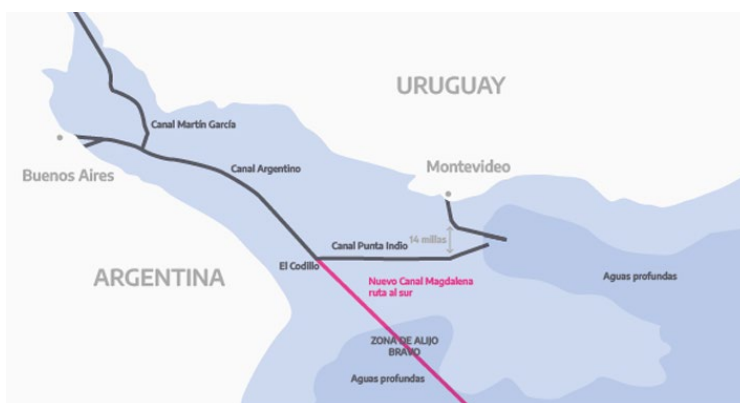 URUGUAY
Canal Martín García
Buenos Aires
Canal Argentino
Montevideo
14 millas
Canal Punta Indio
El Codillo
ARGENTINA
Nuevo Canal Magdalena
ruta al sur
Aguas profundas
ZONA DE ALIJO
BRAVO
Aguas profundas